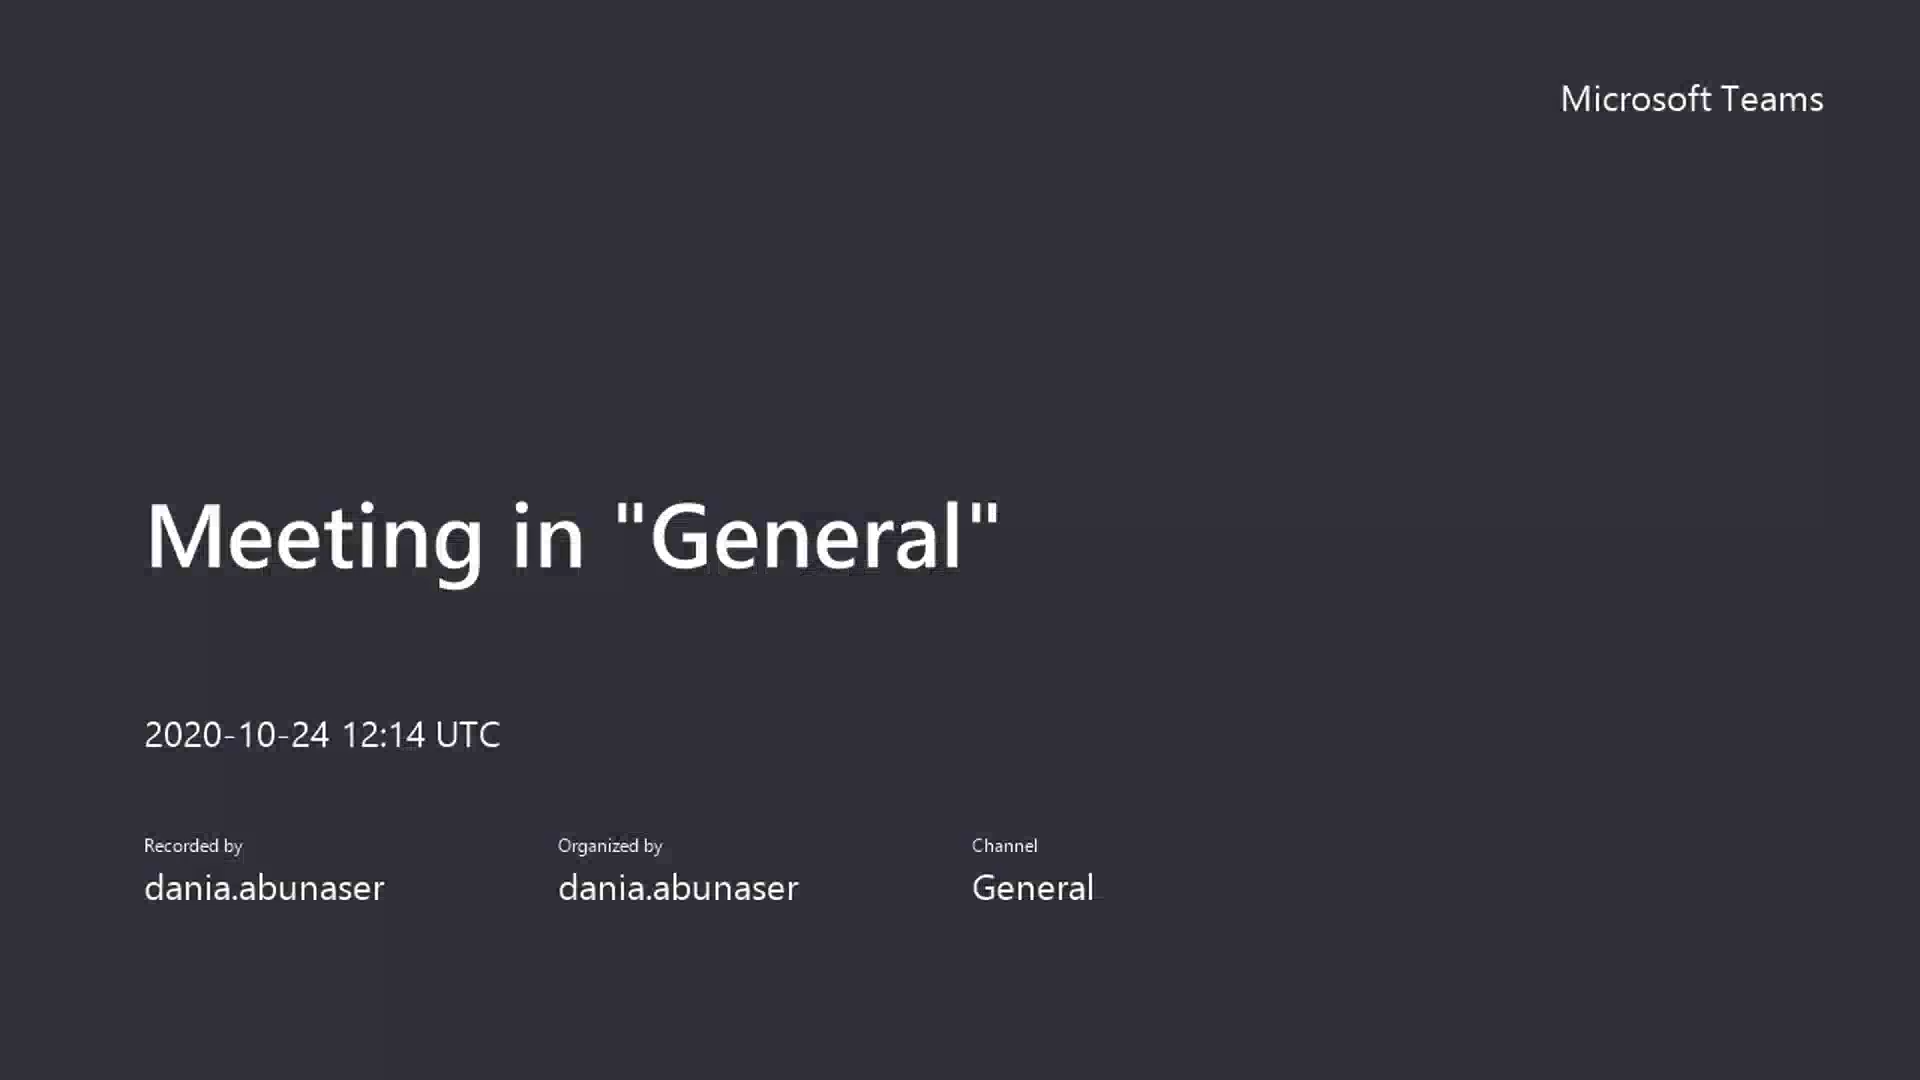 Microsoft Teams
Meeting in "General"
2020-10-24 12:14 UTC
Recorded by
dania.abunaser
Organized by
dania.abunaser
Channel
General